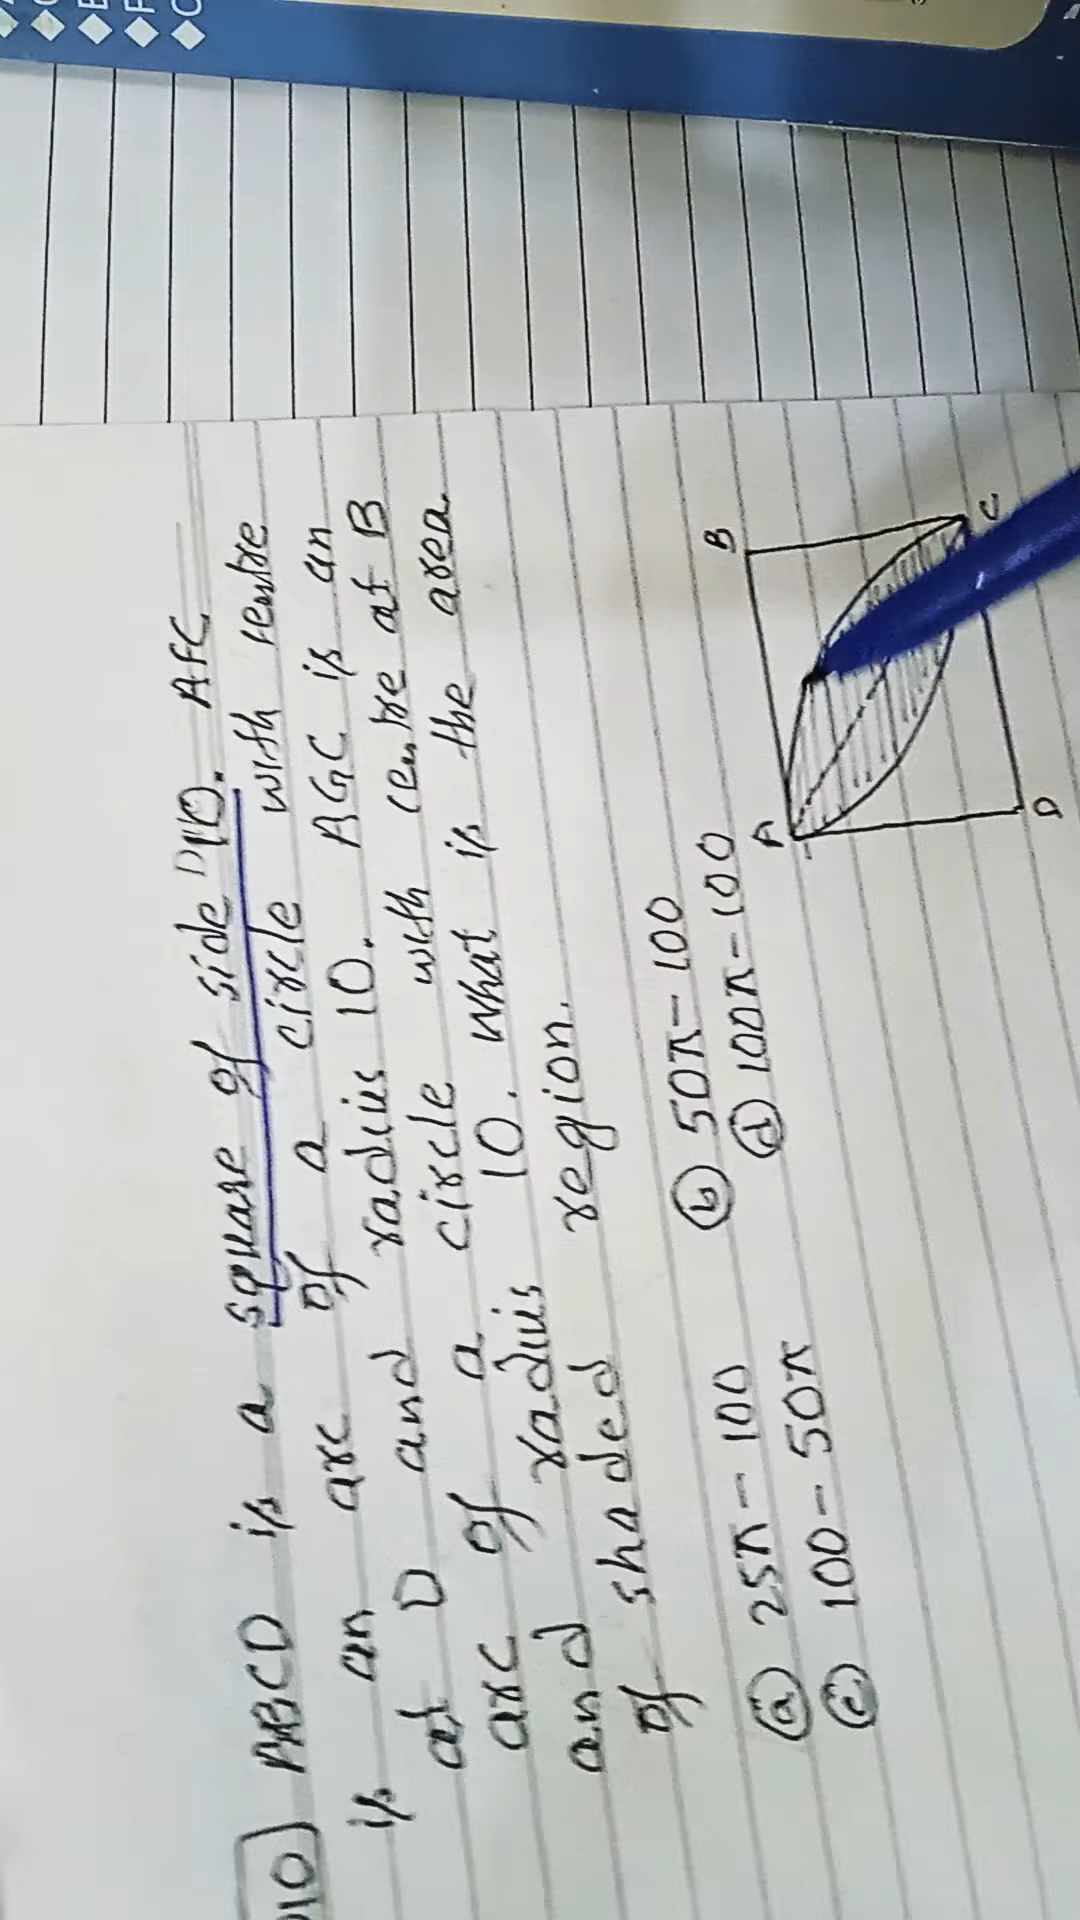 010) ABCD is a square of side "10. AFC
is an arc of a circle with centre
at D and radius 10. AGC is an
arc of a circle with centre at B
and radius 10. what is the area
of shaded region.
(a) 25π - 100 (b) 50π - 100
(c) 100 - 50π (d) 100π - 100
A B
D C